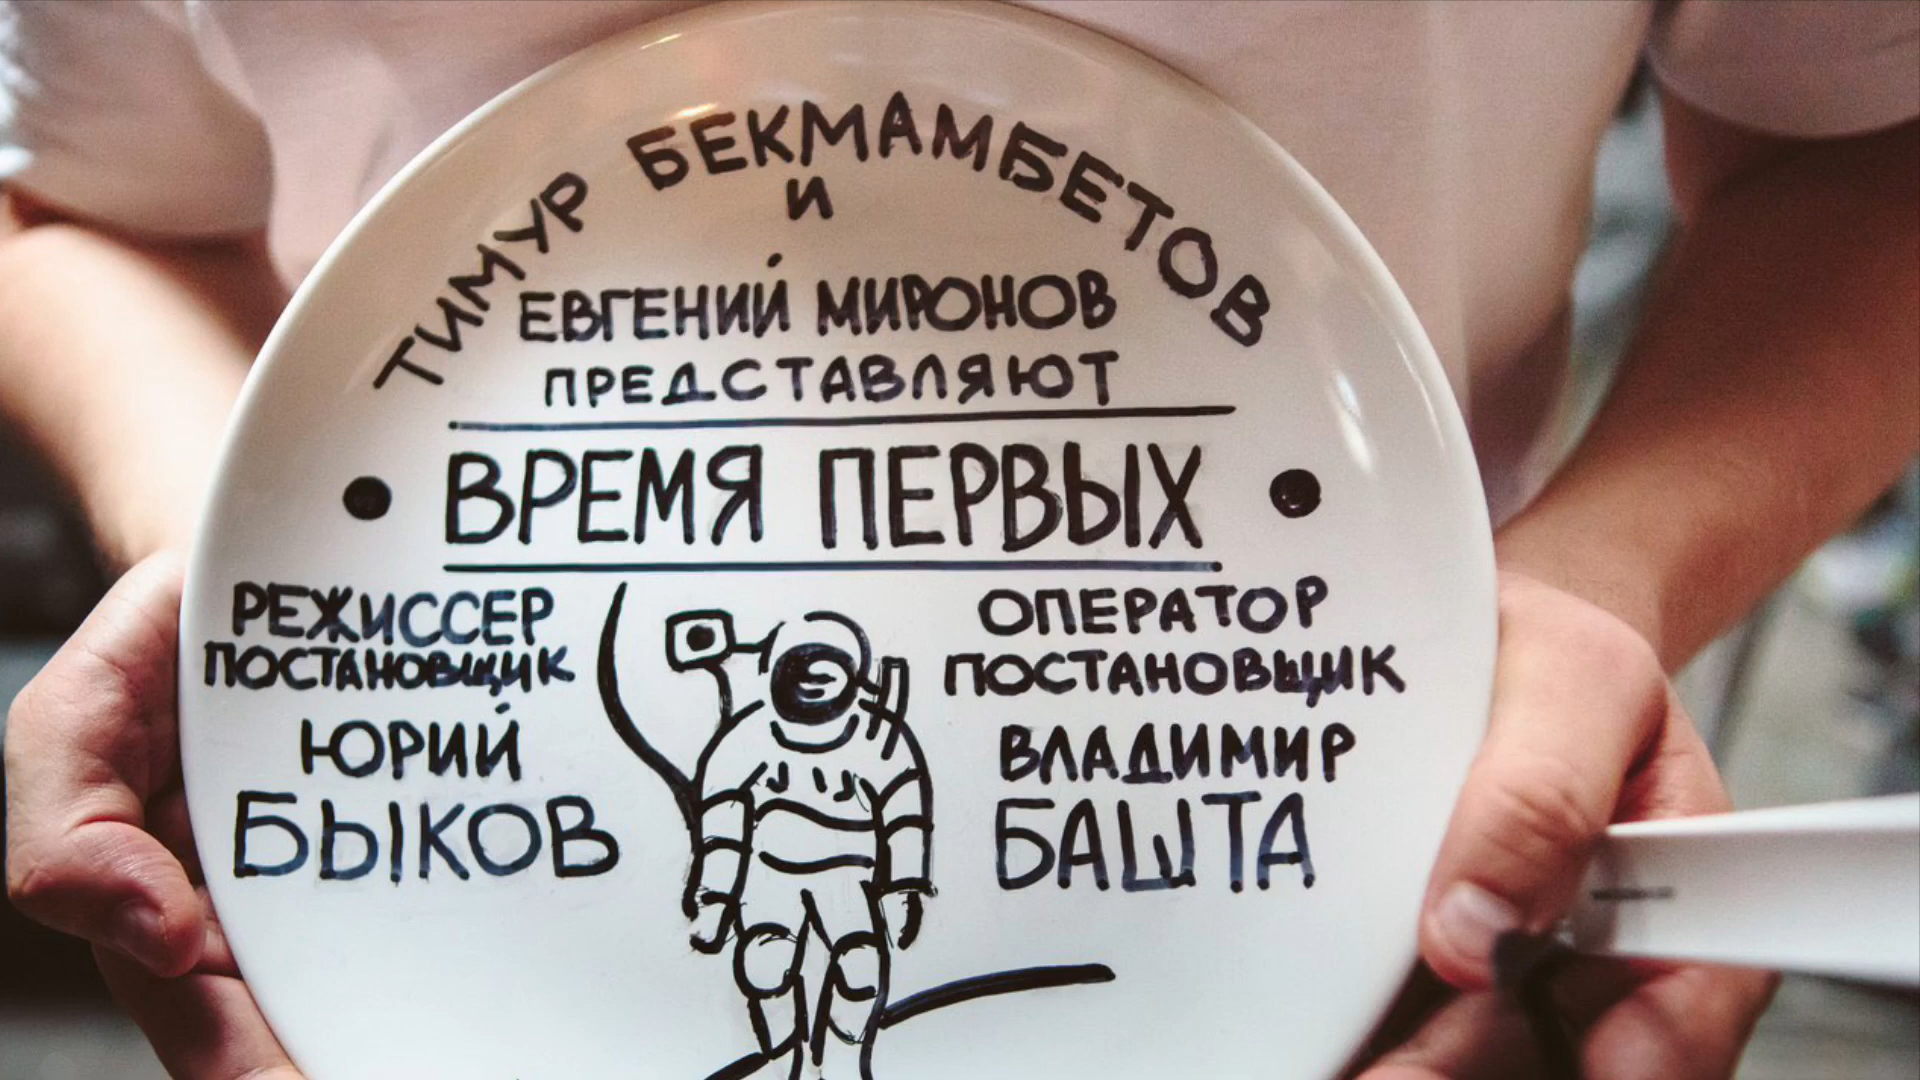 ТИМУР БЕКМАМБЕТОВ
И
ЕВГЕНИЙ МИРОНОВ
ПРЕДСТАВЛЯЮТ
ВРЕМЯ ПЕРВЫХ
РЕЖИССЕР
ПОСТАНОВЩИК
ЮРИЙ
БЫКОВ
ОПЕРАТОР
ПОСТАНОВЩИК
ВЛАДИМИР
БАШТА